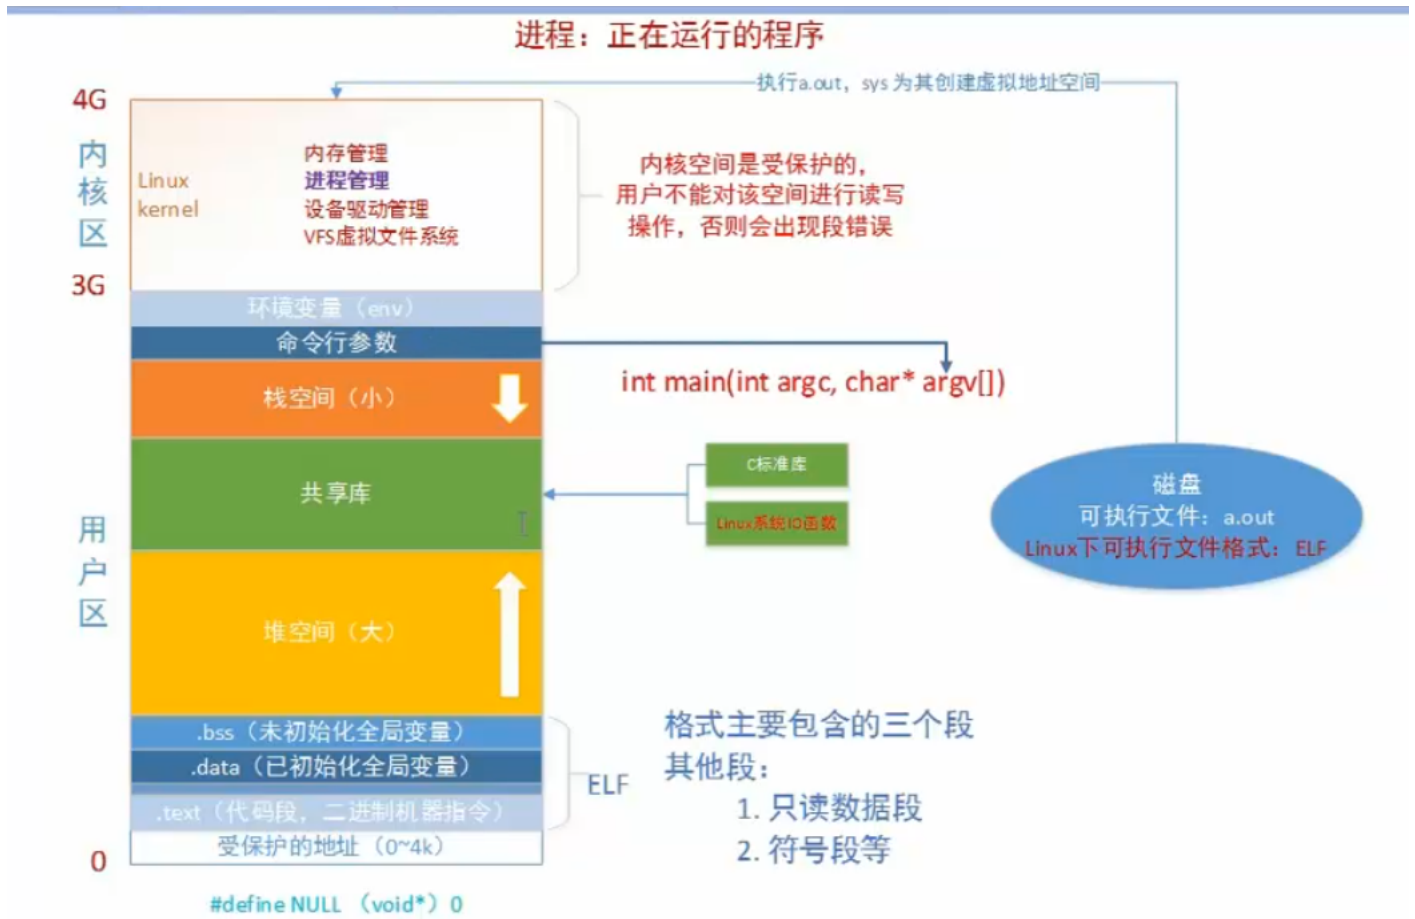 进程：正在运行的程序
执行a.out，sys 为其创建虚拟地址空间
4G
内核区
Linux kernel
内存管理
进程管理
设备驱动管理
VFS虚拟文件系统
内核空间是受保护的，
用户不能对该空间进行读写
操作，否则会出现段错误
3G
环境变量（env）
命令行参数
int main(int argc, char* argv[])
栈空间（小）
共享库
C标准库
Linux系统IO函数
磁盘
可执行文件：a.out
Linux下可执行文件格式：ELF
用户区
堆空间（大）
.bss（未初始化全局变量）
.data（已初始化全局变量）
.text（代码段，二进制机器指令）
ELF
格式主要包含的三个段
其他段：
1. 只读数据段
2. 符号段等
受保护的地址（0~4k）
0
#define NULL （void*）0